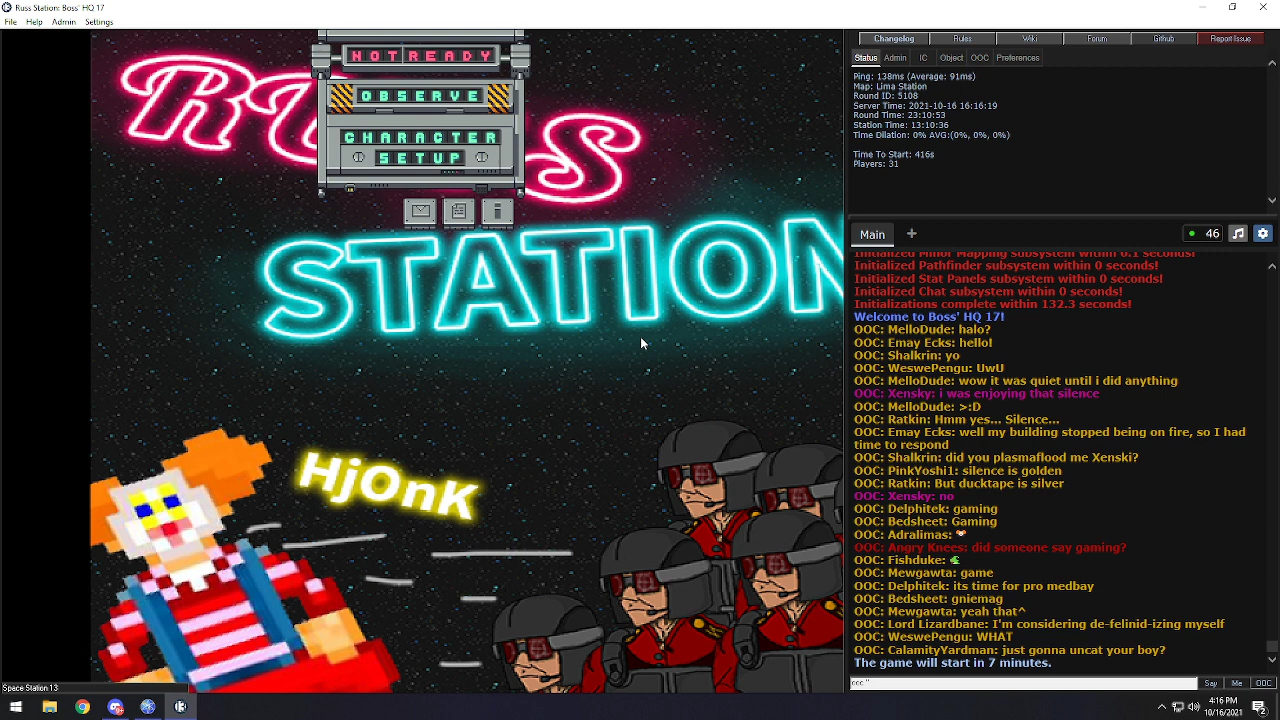 Russ Station: Boss' HQ 17
File Help Admin Settings
NOT READY
OBSERVE
CHARACTER
SETUP
RU S
STATION
HjOnK
Space Station 13
Changelog Rules Wiki Forum Github Report Issue
Status Admin IC Object OOC Preferences
Ping: 138ms (Average: 91ms)
Map: Lima Station
Round ID: 5108
Server Time: 2021-10-16 16:16:19
Round Time: 23:10:53
Station Time: 13:10:36
Time Dilation: 0% AVG:(0%, 0%, 0%)
Time To Start: 416s
Players: 31
Main + 46
Initialized Minor Mapping subsystem within 0.1 seconds!
Initialized Pathfinder subsystem within 0 seconds!
Initialized Stat Panels subsystem within 0 seconds!
Initialized Chat subsystem within 0 seconds!
Initializations complete within 132.3 seconds!
Welcome to Boss' HQ 17!
OOC: MelloDude: halo?
OOC: Emay Ecks: hello!
OOC: Shalkrin: yo
OOC: WeswePengu: UwU
OOC: MelloDude: wow it was quiet until i did anything
OOC: Xensky: i was enjoying that silence
OOC: MelloDude: >:D
OOC: Ratkin: Hmm yes... Silence...
OOC: Emay Ecks: well my building stopped being on fire, so I had
time to respond
OOC: Shalkrin: did you plasmaflood me Xenski?
OOC: PinkYoshi1: silence is golden
OOC: Ratkin: But ducktape is silver
OOC: Xensky: no
OOC: Delphitek: gaming
OOC: Bedsheet: Gaming
OOC: Adralimas:
OOC: Angry Knees: did someone say gaming?
OOC: Fishduke:
OOC: Mewgawta: game
OOC: Delphitek: its time for pro medbay
OOC: Bedsheet: gniemag
OOC: Mewgawta: yeah that^
OOC: Lord Lizardbane: I'm considering de-felinid-izing myself
OOC: WeswePengu: WHAT
OOC: CalamityYardman: just gonna uncat your boy?
The game will start in 7 minutes.
ooc "
Say Me OOC
4:16 PM
10/16/2021